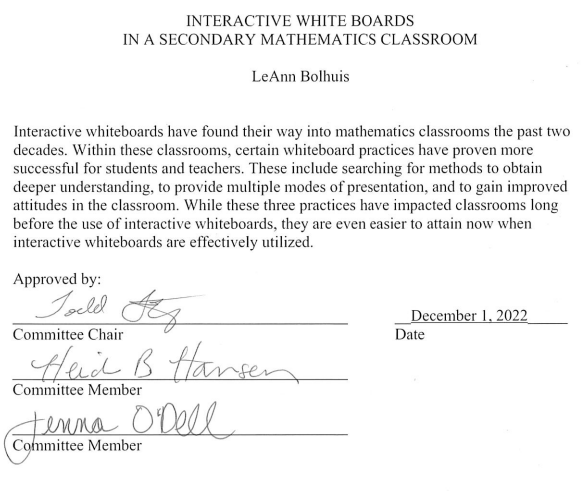 INTERACTIVE WHITE BOARDS
IN A SECONDARY MATHEMATICS CLASSROOM
LeAnn Bolhuis
Interactive whiteboards have found their way into mathematics classrooms the past two
decades. Within these classrooms, certain whiteboard practices have proven more
successful for students and teachers. These include searching for methods to obtain
deeper understanding, to provide multiple modes of presentation, and to gain improved
attitudes in the classroom. While these three practices have impacted classrooms long
before the use of interactive whiteboards, they are even easier to attain now when
interactive whiteboards are effectively utilized.
Approved by:
Todd
December 1, 2022
Committee Chair
Date
Heidi B Hansen
Committee Member
Jenna O'Dell
Committee Member